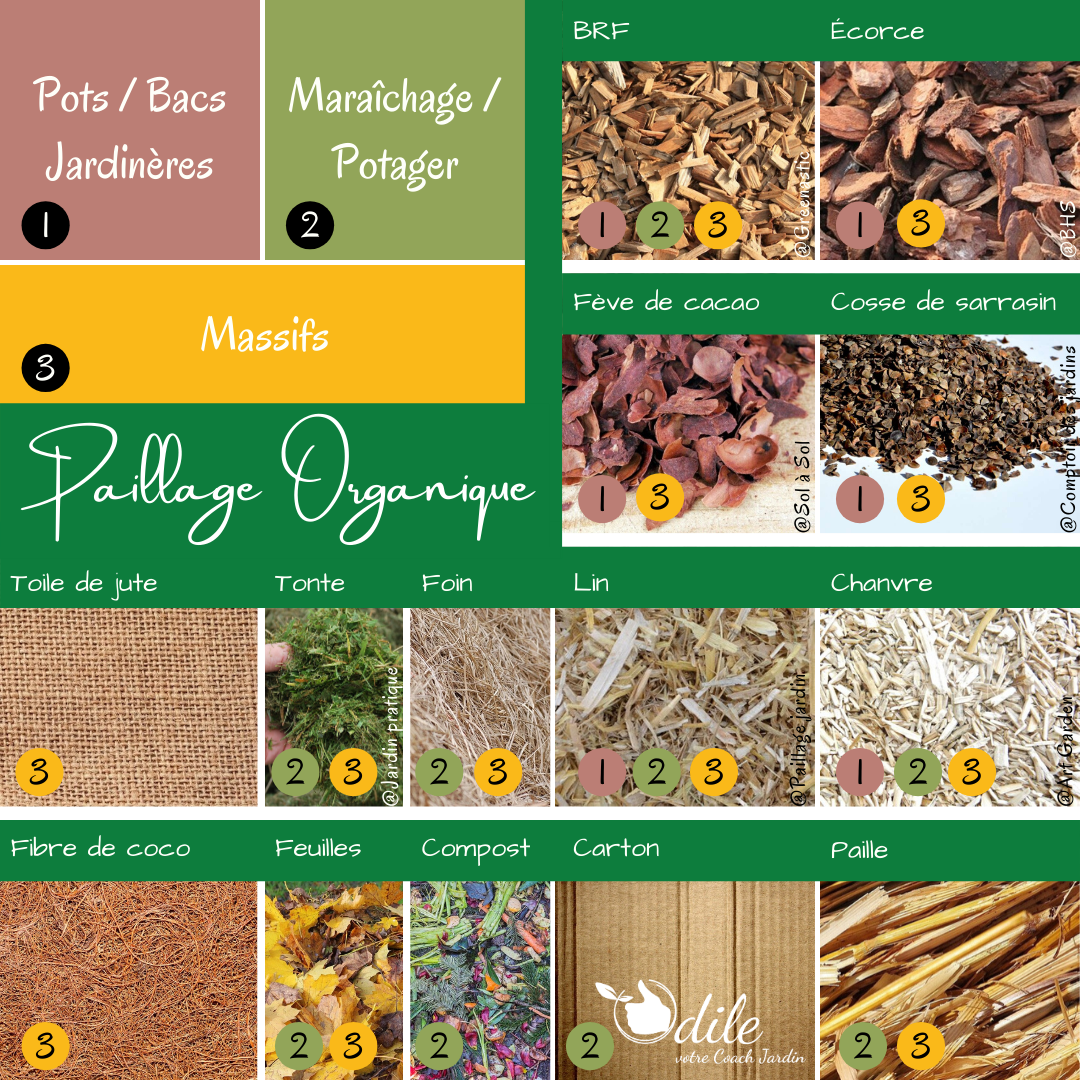 Pots / Bacs
Jardinères
1
Maraîchage /
Potager
2
Massifs
3
Paillage Organique
BRF
1 2 3
@Greenastic
Écorce
1 3
@BHS
Fève de cacao
1 3
@Sol à Sol
Cosse de sarrasin
1 3
@Comptoir des jardins
Toile de jute
3
Tonte
2 3
@Jardin pratique
Foin
2 3
Lin
1 2 3
@Paillage jardin
Chanvre
1 2 3
@Art Garden
Fibre de coco
3
Feuilles
2 3
Compost
2
Carton
2
Odile
votre Coach Jardin
Paille
2 3